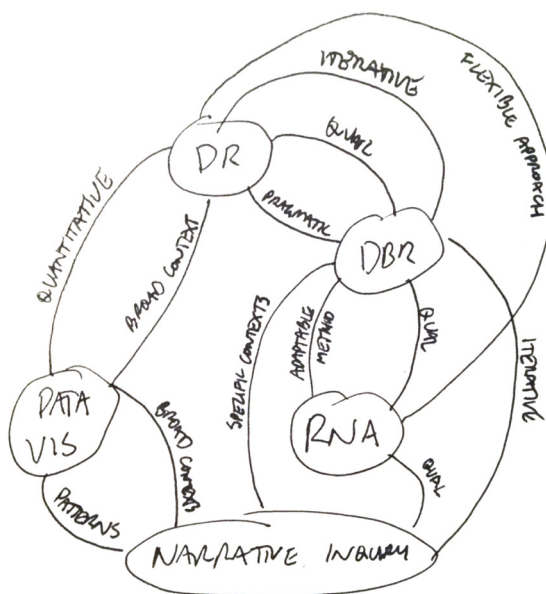 ITERATIVE
FLEXIBLE APPROACH
QUAL
DR
PRAGMATIC
QUANTITATIVE
BROAD CONTEXT
DBR
SPECIFIC CONTEXTS
ADAPTABLE
METHOD
QUAL
ITERATIVE
DATA
VIS
BROAD
RNA
QUAL
PATTERNS
NARRATIVE INQUIRY